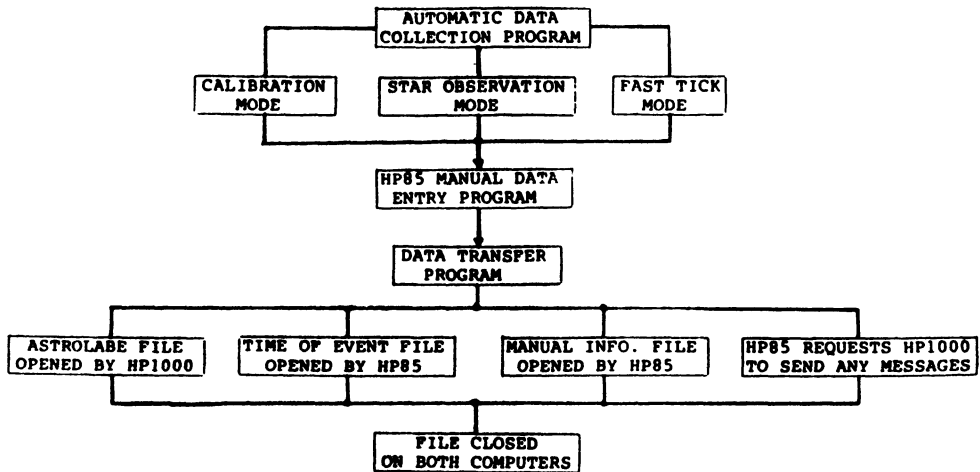 AUTOMATIC DATA
COLLECTION PROGRAM
CALIBRATION
MODE
STAR OBSERVATION
MODE
FAST TICK
MODE
HP85 MANUAL DATA
ENTRY PROGRAM
DATA TRANSFER
PROGRAM
ASTROLABE FILE
OPENED BY HP1000
TIME OF EVENT FILE
OPENED BY HP85
MANUAL INFO. FILE
OPENED BY HP85
HP85 REQUESTS HP1000
TO SEND ANY MESSAGES
FILE CLOSED
ON BOTH COMPUTERS